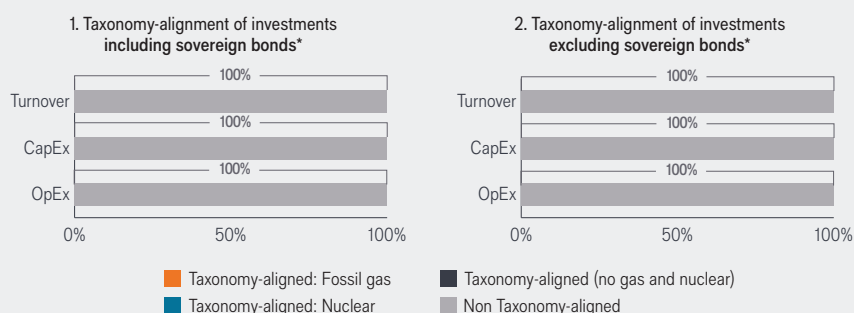 1. Taxonomy-alignment of investments
including sovereign bonds*
100%
Turnover
100%
CapEx
100%
OpEx
0% 50% 100%
2. Taxonomy-alignment of investments
excluding sovereign bonds*
100%
Turnover
100%
CapEx
100%
OpEx
0% 50% 100%
Taxonomy-aligned: Fossil gas
Taxonomy-aligned: Nuclear
Taxonomy-aligned (no gas and nuclear)
Non Taxonomy-aligned